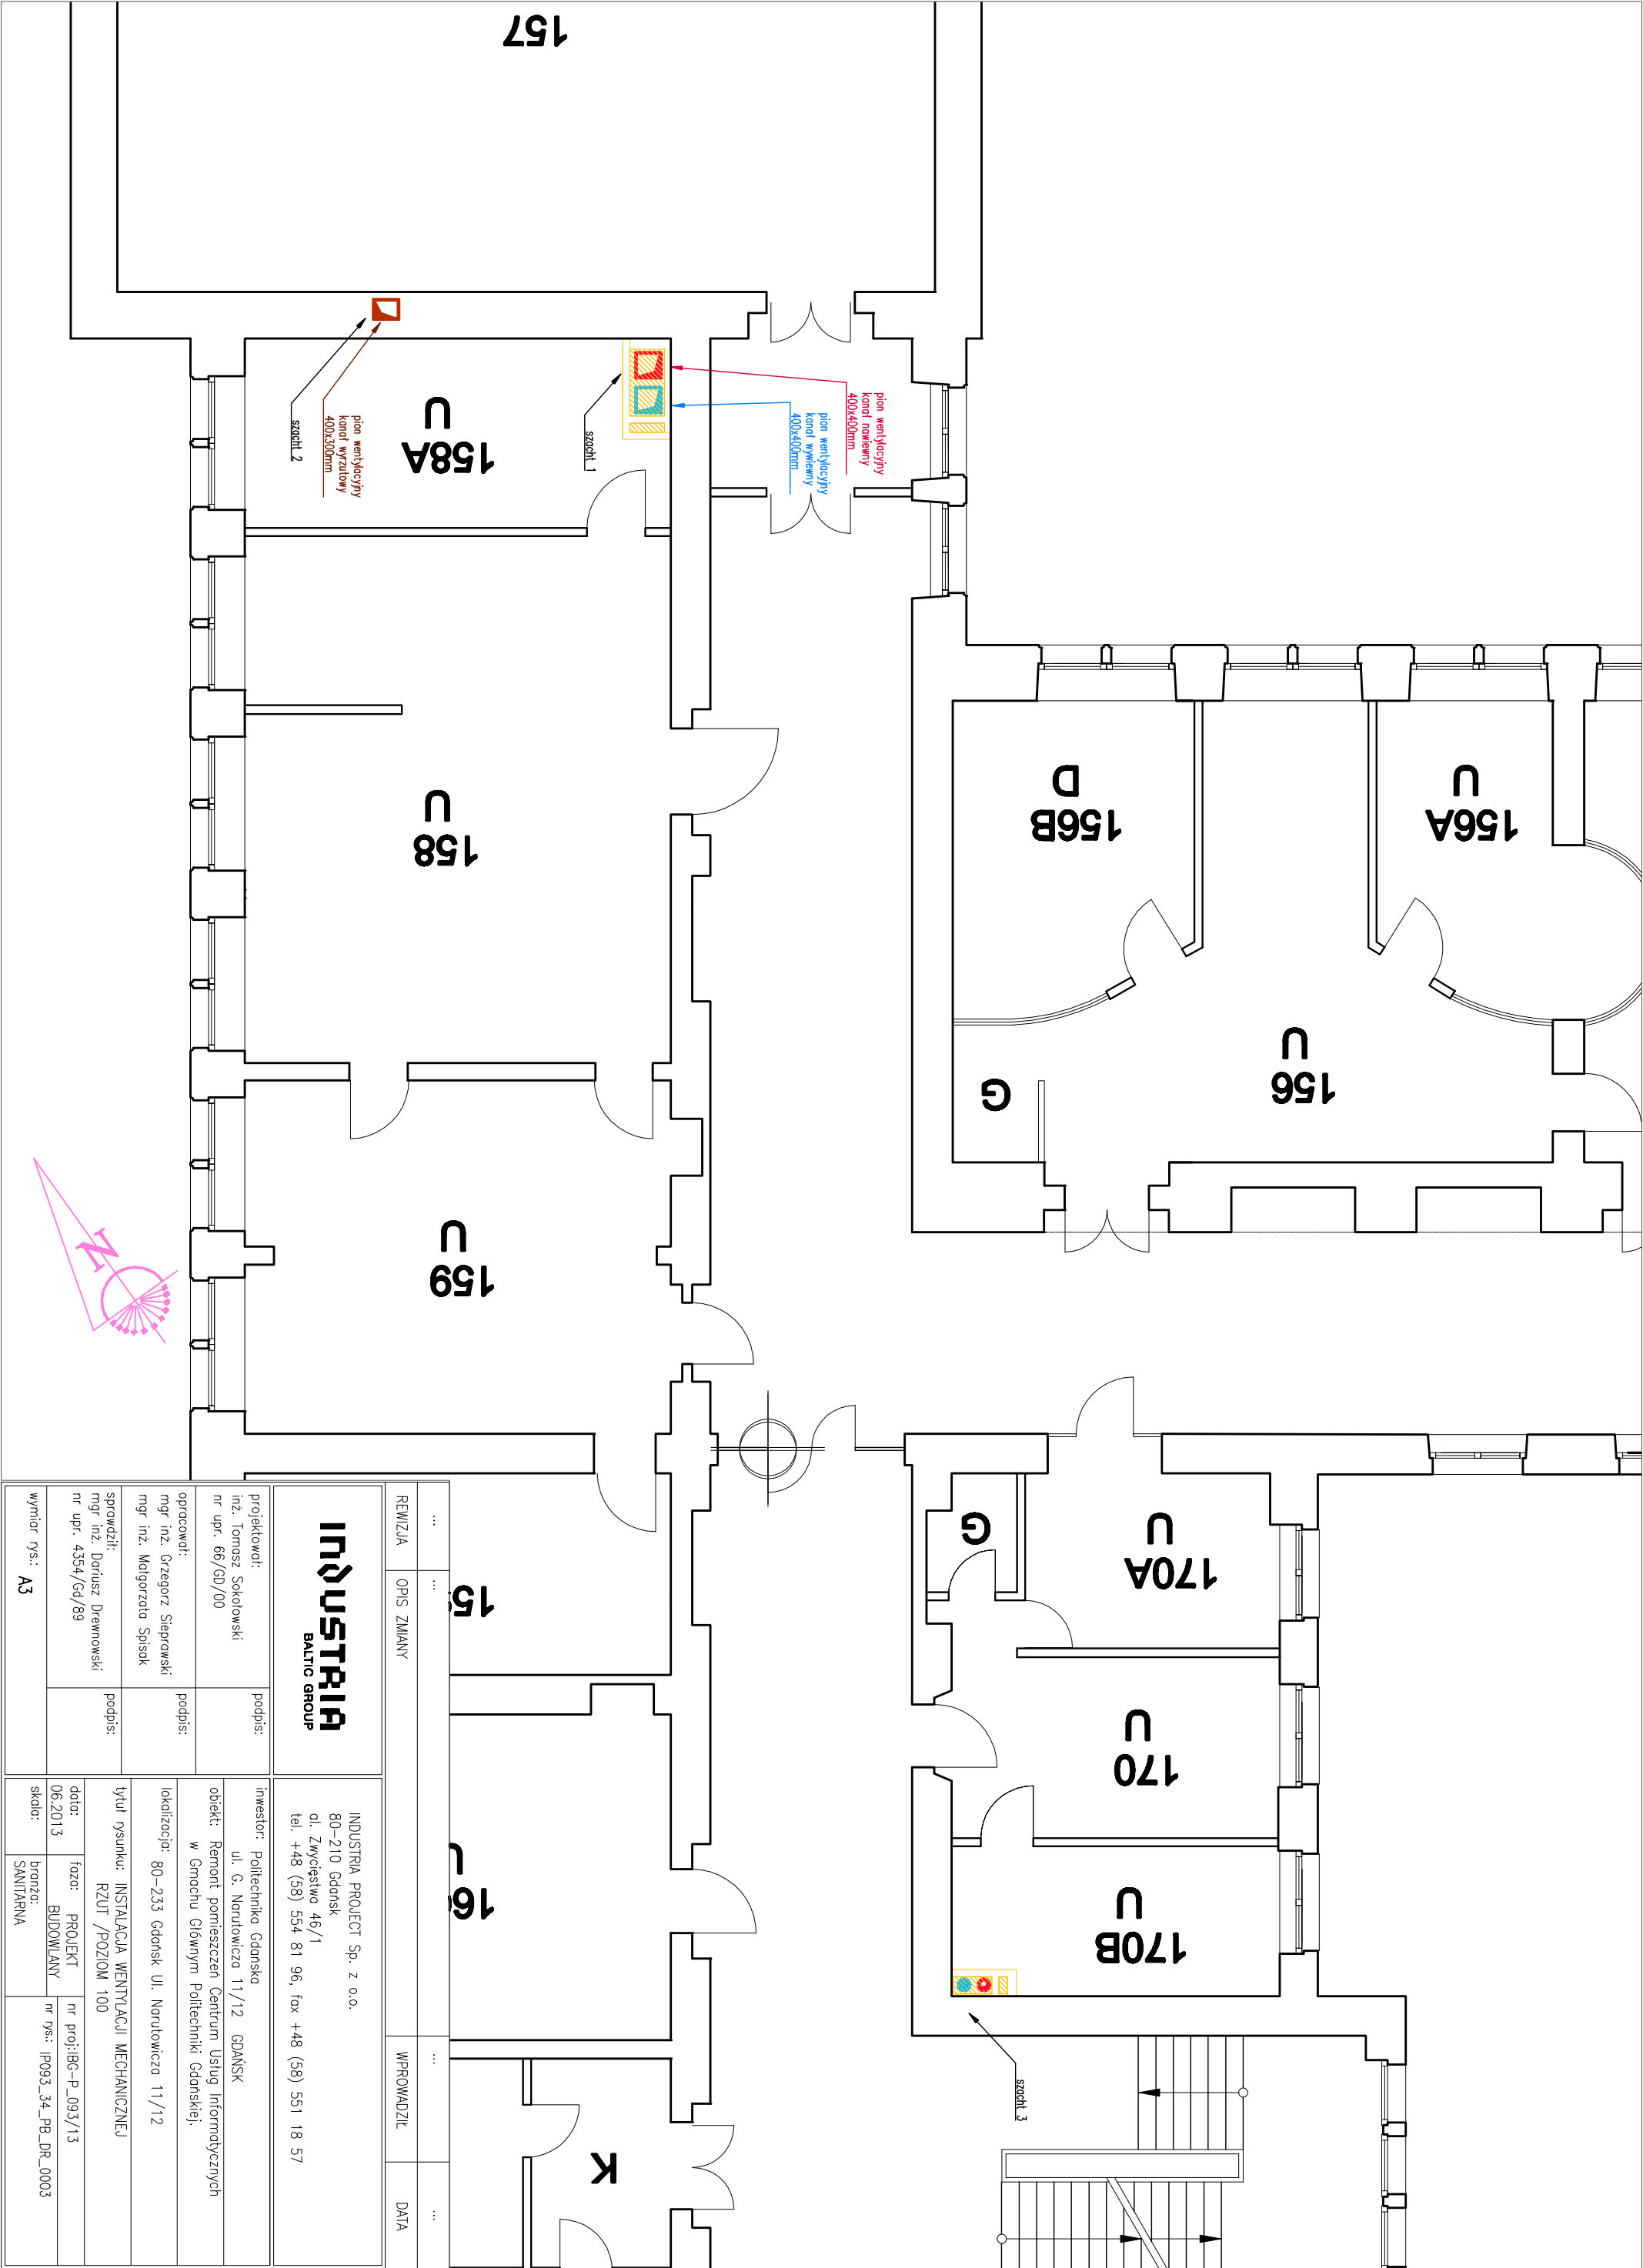 157
pion wentylacyjny
kanał nawiewny
400x400mm
pion wentylacyjny
kanał wywiewny
400x400mm
szacht 1
pion wentylacyjny
kanał wyrzutowy
400x300mm
szacht 2
158A
U
158
U
159
U
156B
D
156A
U
156
U
G
N
170A
U
G
170
U
170B
U
szacht 3
15
16
U
K
...
...
...
...
REWIZJA
OPIS ZMIANY
WPROWADZIŁ
DATA
INDUSTRIA
BALTIC GROUP
INDUSTRIA PROJECT Sp. z o.o.
80-210 Gdańsk
al. Zwycięstwa 46/1
tel. +48 (58) 554 81 96, fax +48 (58) 551 18 57
projektował:
inż. Tomasz Sokołowski
nr upr. 66/GD/00
podpis:
opracował:
mgr inż. Grzegorz Sieprawski
mgr inż. Małgorzata Spisak
podpis:
sprawdził:
mgr inż. Dariusz Drewnowski
nr upr. 4354/Gd/89
podpis:
wymiar rys.: A3
inwestor: Politechnika Gdańska
ul. G. Narutowicza 11/12 GDAŃSK
obiekt: Remont pomieszczeń Centrum Usług Informatycznych
w Gmachu Głównym Politechniki Gdańskiej.
lokalizacja: 80-233 Gdańsk Ul. Narutowicza 11/12
tytuł rysunku: INSTALACJA WENTYLACJI MECHANICZNEJ
RZUT /POZIOM 100
data:
06.2013
faza: PROJEKT
BUDOWLANY
nr proj:IBG-P_093/13
skala:
branża:
SANITARNA
nr rys.: IP093_34_PB_DR_0003